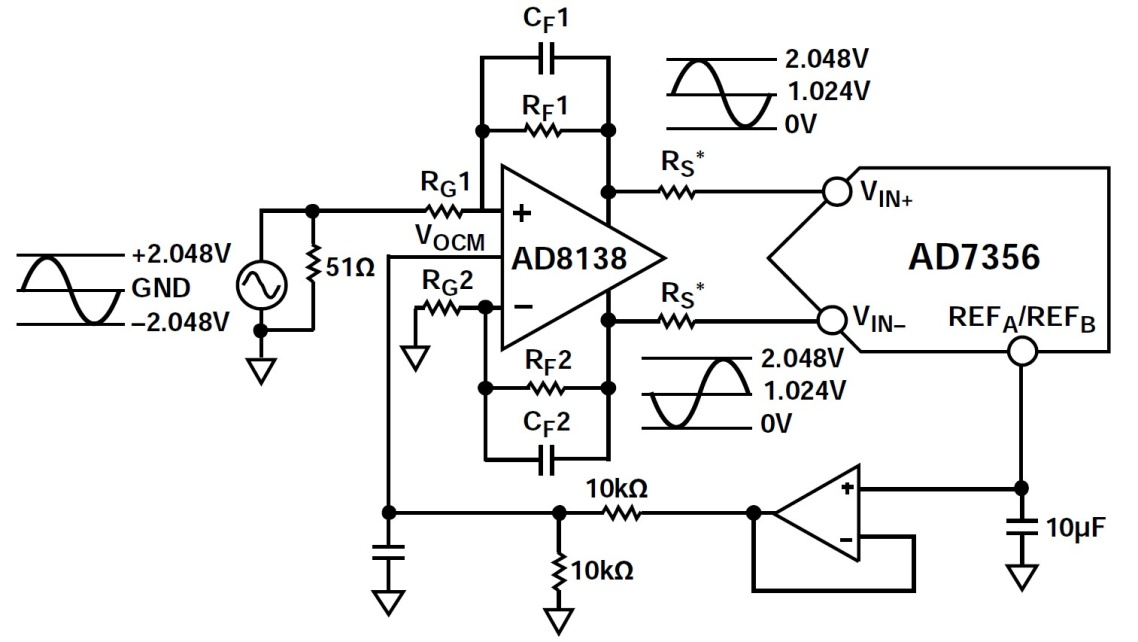 CF1
RF1
2.048V
1.024V
0V
RS*
RG1
VIN+
+
VOCM
AD8138
AD7356
+2.048V
GND
−2.048V
51Ω
RG2
−
RS*
VIN−
REFA/REFB
RF2
2.048V
1.024V
0V
CF2
10kΩ
+
−
10µF
10kΩ